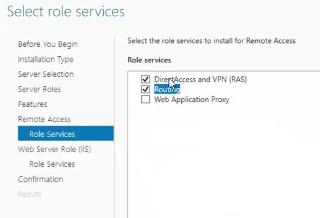 Select role services
Before You Begin
Installation Type
Server Selection
Server Roles
Features
Remote Access
Role Services
Web Server Role (IIS)
Role Services
Confirmation
Results
Select the role services to install for Remote Access
Role services
DirectAccess and VPN (RAS)
Routing
Web Application Proxy